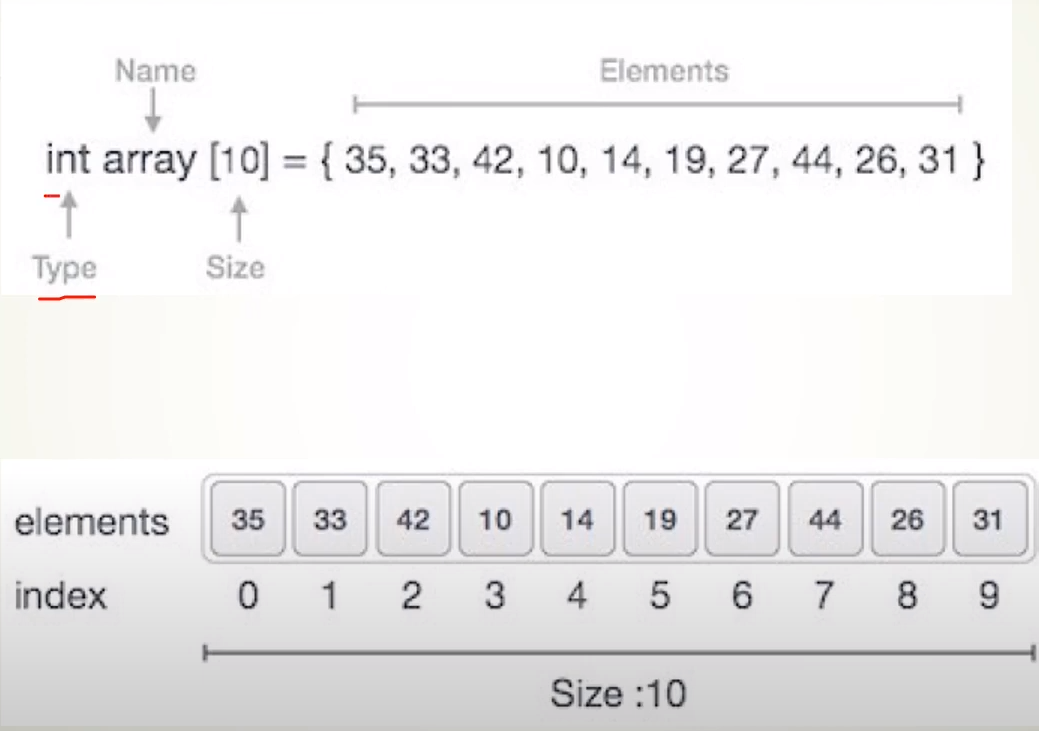 Name Elements
int array [10] = { 35, 33, 42, 10, 14, 19, 27, 44, 26, 31 }
Type Size
elements 35 33 42 10 14 19 27 44 26 31
index 0 1 2 3 4 5 6 7 8 9
Size :10